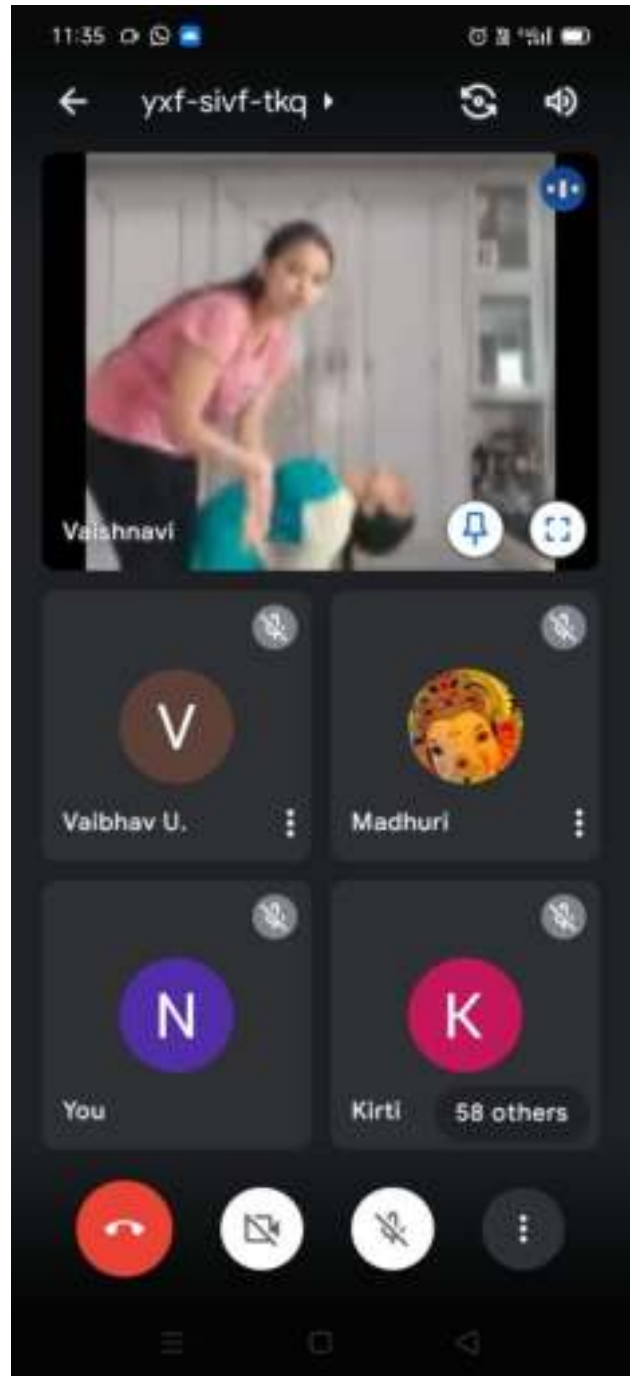 11:35
yxf-sivf-tkq
Vaishnavi
V
Vaibhav U.
Madhuri
N
You
K
Kirti
58 others